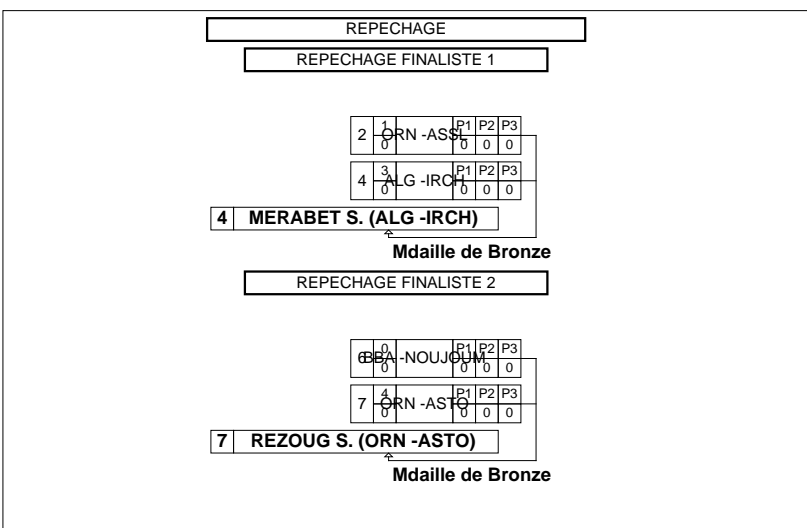 REPECHAGE
REPECHAGE FINALISTE 1
2 1 0 ORN -ASSL P1 P2 P3 0 0 0
4 3 0 ALG -IRCH P1 P2 P3 0 0 0
4 MERABET S. (ALG -IRCH)
Mdaille de Bronze
REPECHAGE FINALISTE 2
6 0 0 BBA -NOUJOUM P1 P2 P3 0 0 0
7 4 0 ORN -ASTO P1 P2 P3 0 0 0
7 REZOUG S. (ORN -ASTO)
Mdaille de Bronze